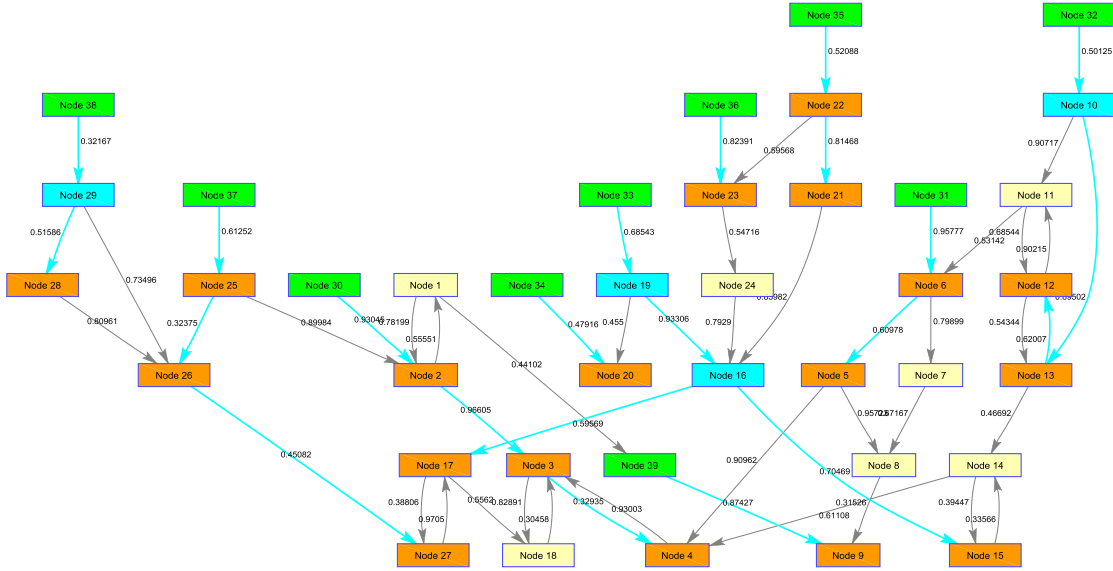 Node 35
Node 32
0.52088
0.50125
Node 38
Node 36
Node 22
Node 10
0.32167
0.82391
0.59568
0.81468
0.90717
Node 29
Node 37
Node 33
Node 23
Node 21
Node 31
Node 11
0.51586
0.61252
0.68543
0.54716
0.95777
0.53142
0.68544
0.90215
0.73496
Node 28
Node 25
Node 30
Node 1
Node 34
Node 19
Node 24
Node 6
Node 12
0.80961
0.32375
0.89984
0.93045
0.78199
0.55551
0.47916
0.455
0.93306
0.7929
0.60978
0.79899
0.54344
0.62007
0.44102
Node 26
Node 2
Node 20
Node 16
Node 5
Node 7
Node 13
0.96605
0.59569
0.87167
0.46692
0.45082
0.90962
0.70469
Node 17
Node 3
Node 39
Node 8
Node 14
0.38806
0.9705
0.5562
0.82891
0.30458
0.32935
0.93003
0.87427
0.61108
0.31526
0.39447
0.33566
Node 27
Node 18
Node 4
Node 9
Node 15